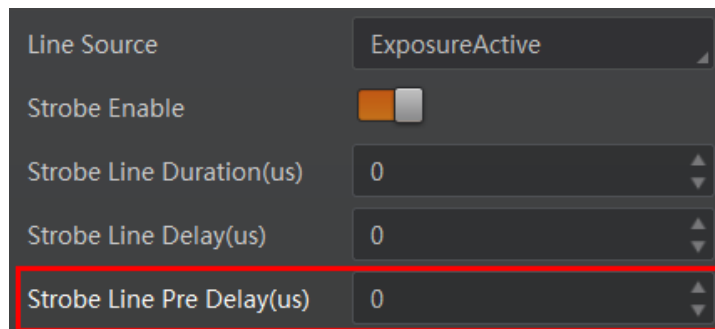 Line Source ExposureActive
Strobe Enable
Strobe Line Duration(us) 0
Strobe Line Delay(us) 0
Strobe Line Pre Delay(us) 0